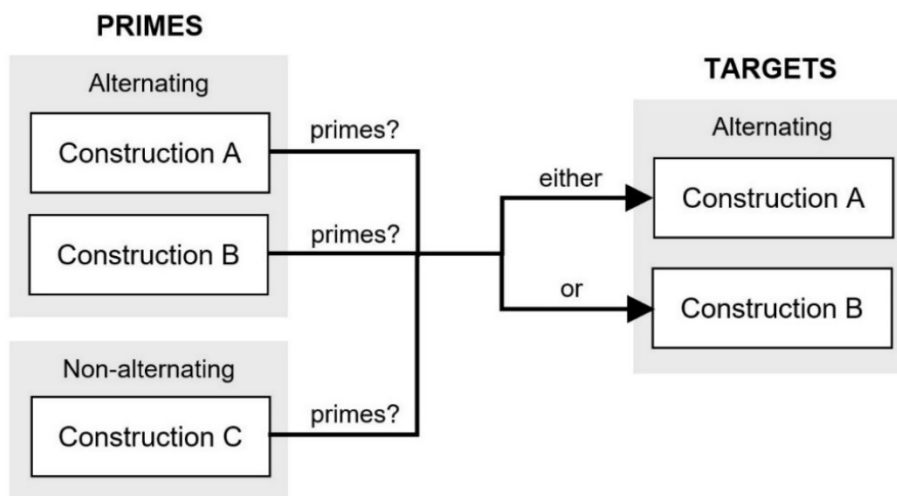 PRIMES
Alternating
Construction A
primes?
Construction B
primes?
Non-alternating
Construction C
primes?
either
or
TARGETS
Alternating
Construction A
Construction B